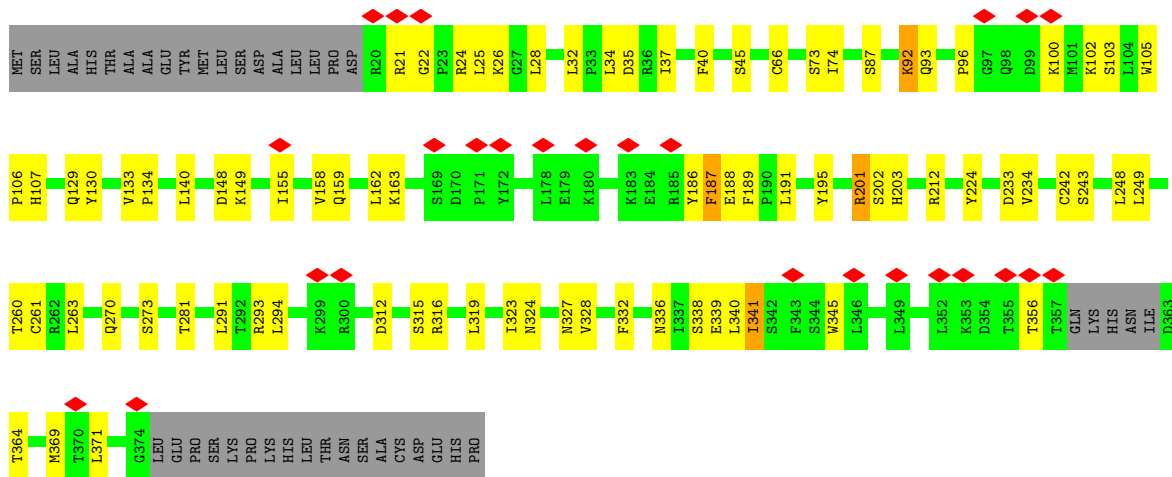 MET SER LEU ALA HIS THR ALA ALA GLU TYR MET LEU SER ASP ALA LEU LEU PRO ASP R20 R21 G22 P23 R24 L25 K26 G27 L28 L32 P33 L34 D35 R36 I37 F40 S45 C66 S73 I74 S87 K92 Q93 P96 G97 Q98 D99 K100 M101 K102 S103 L104 W105
P106 H107 Q129 Y130 V133 P134 L140 D148 K149 I155 V158 Q159 L162 K163 S169 D170 P171 Y172 L178 E179 K180 K183 E184 R185 Y186 F187 E188 F189 P190 L191 Y195 R201 S202 H203 R212 Y224 D233 V234 C242 S243 L248 L249
T260 C261 R262 L263 Q270 S273 T281 L291 T292 R293 L294 K299 R300 D312 S315 R316 L319 I323 N324 N327 V328 F332 N336 I337 S338 E339 L340 I341 S342 F343 S344 W345 L346 L349 L352 K353 D354 T355 T356 T357 GLN LYS HIS ASN ILE D363
T364 M369 T370 L371 G374 LEU GLU PRO SER LYS PRO LYS HIS LEU THR ASN SER ALA CYS ASP GLU HIS PRO